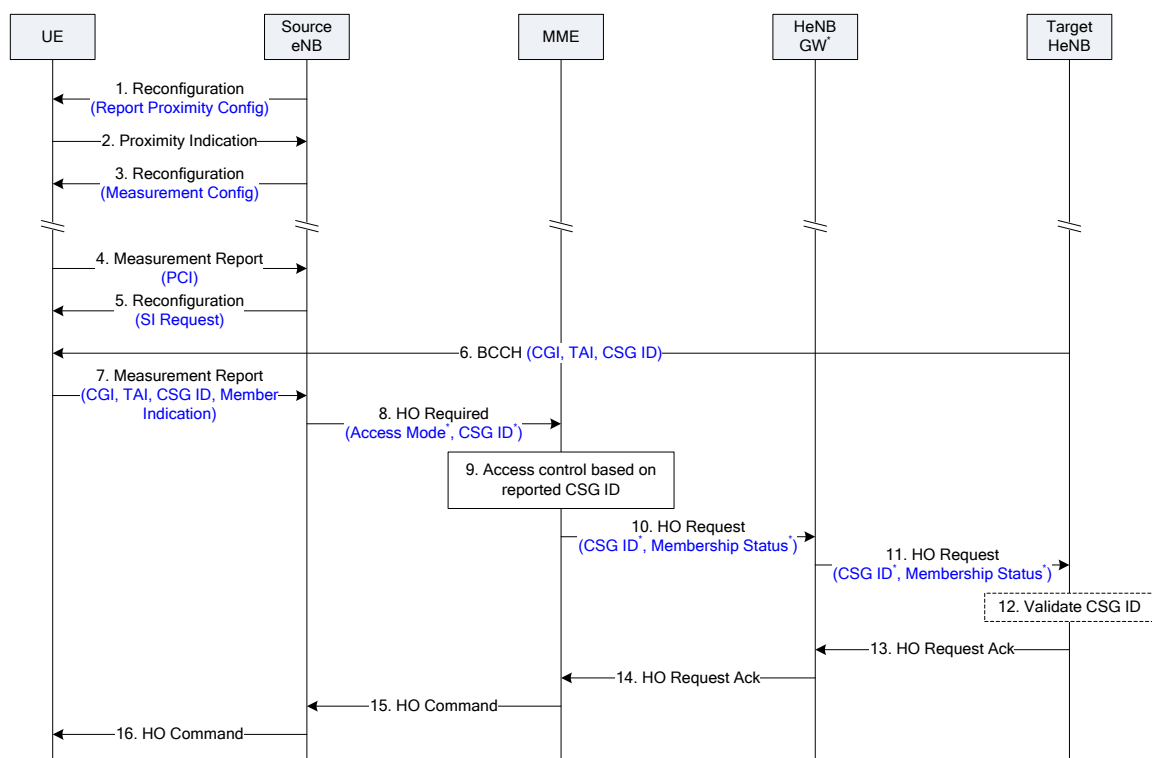 UE
Source
eNB
MME
HeNB
GW*
Target
HeNB
1. Reconfiguration
(Report Proximity Config)
2. Proximity Indication
3. Reconfiguration
(Measurement Config)
4. Measurement Report
(PCI)
5. Reconfiguration
(SI Request)
6. BCCH (CGI, TAI, CSG ID)
7. Measurement Report
(CGI, TAI, CSG ID, Member
Indication)
8. HO Required
(Access Mode*, CSG ID*)
9. Access control based on
reported CSG ID
10. HO Request
(CSG ID*, Membership Status*)
11. HO Request
(CSG ID*, Membership Status*)
12. Validate CSG ID
13. HO Request Ack
14. HO Request Ack
15. HO Command
16. HO Command